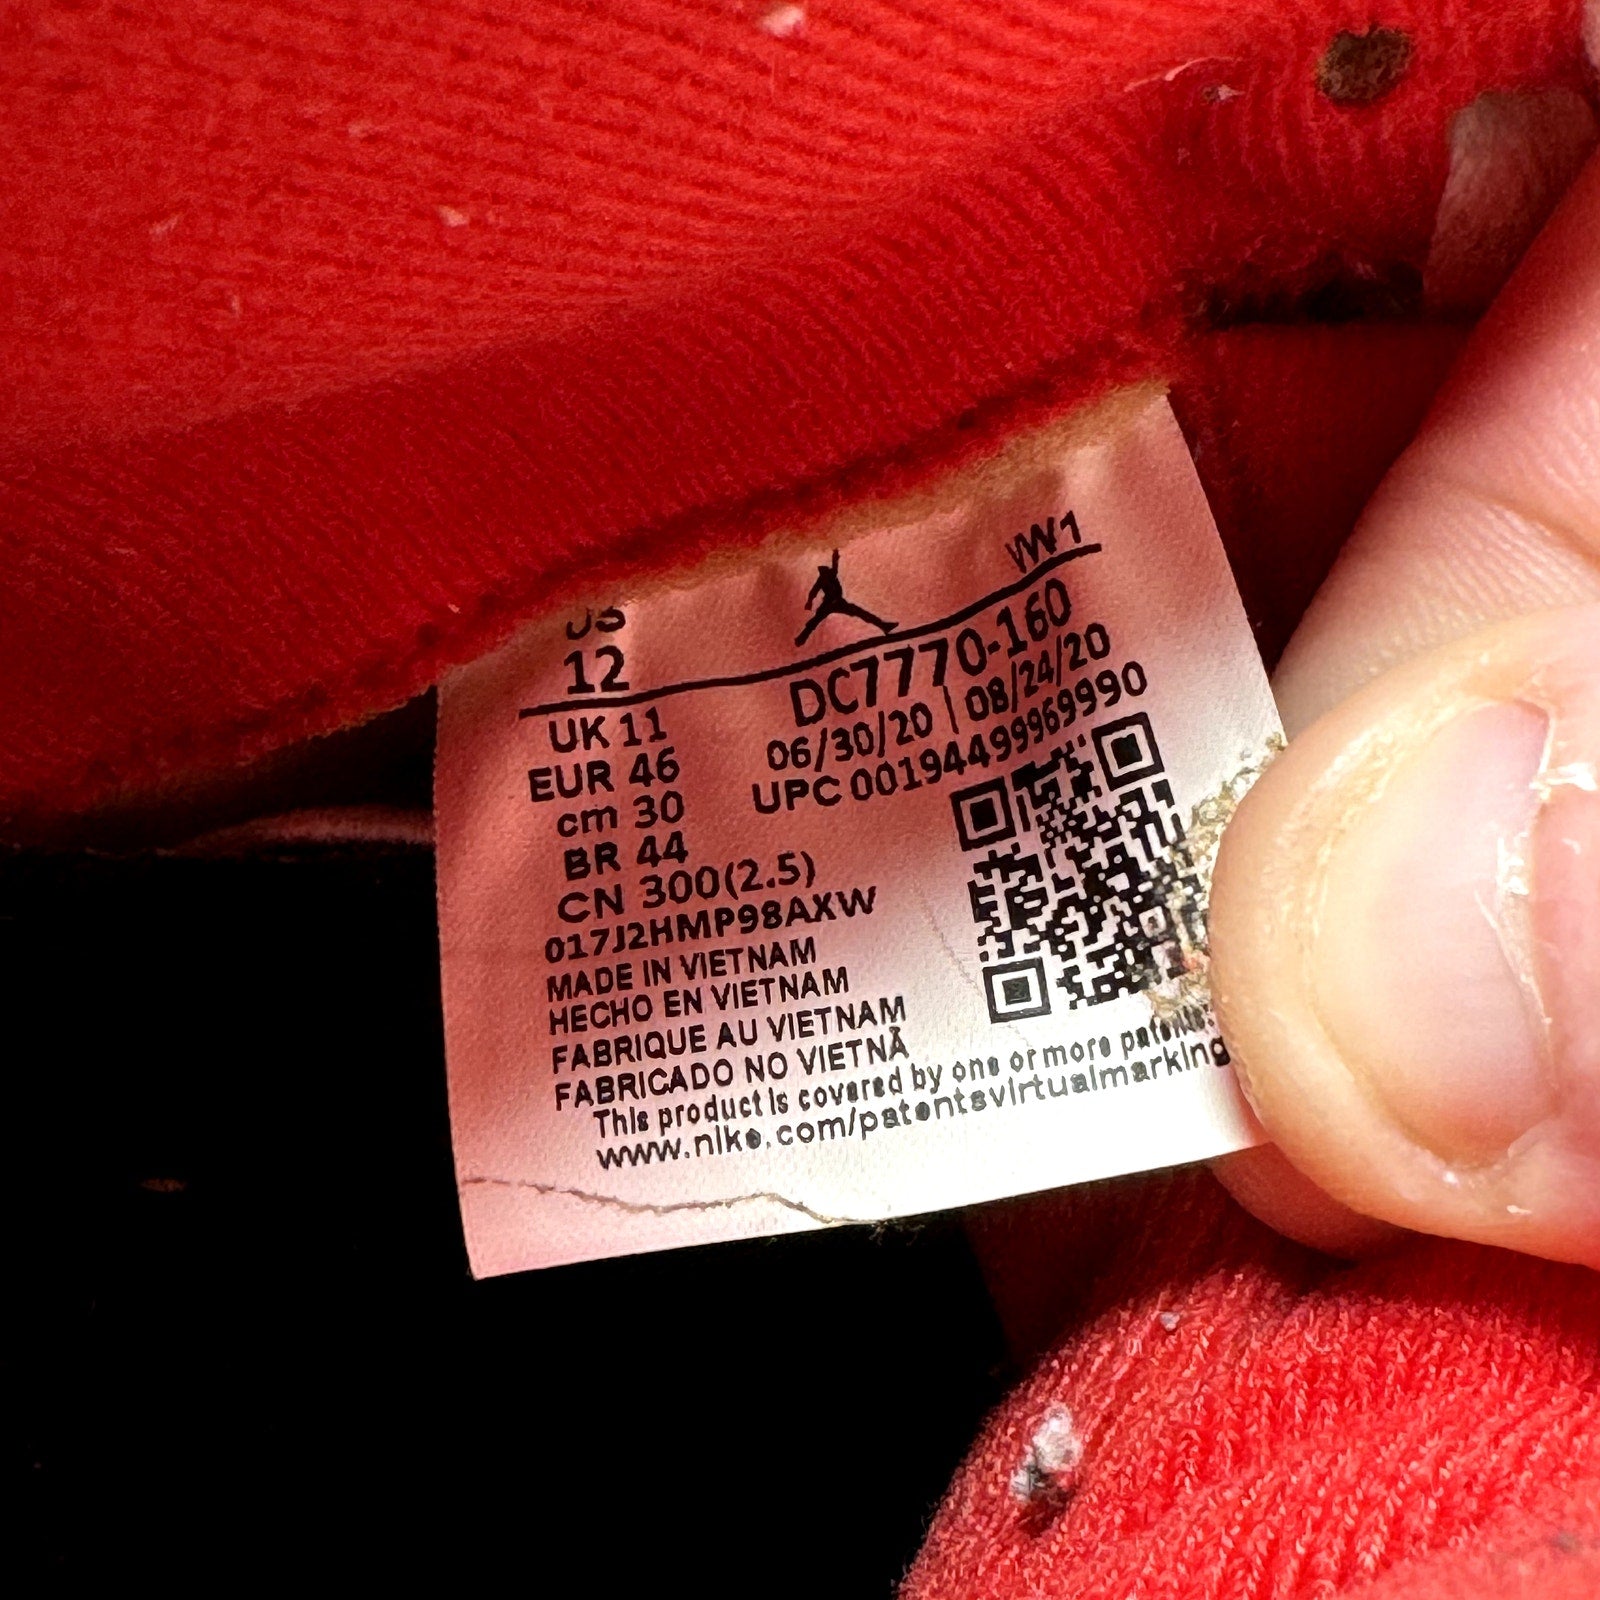 US
VW1
12
DC7770-160
UK 11
06/30/20 | 08/24/20
EUR 46
UPC 00194499969990
cm 30
BR 44
CN 300(2.5)
017J2HMP98AXW
MADE IN VIETNAM
HECHO EN VIETNAM
FABRIQUE AU VIETNAM
FABRICADO NO VIETNÃ
This product is covered by one or more patents.
www.nike.com/patentsvirtualmarking